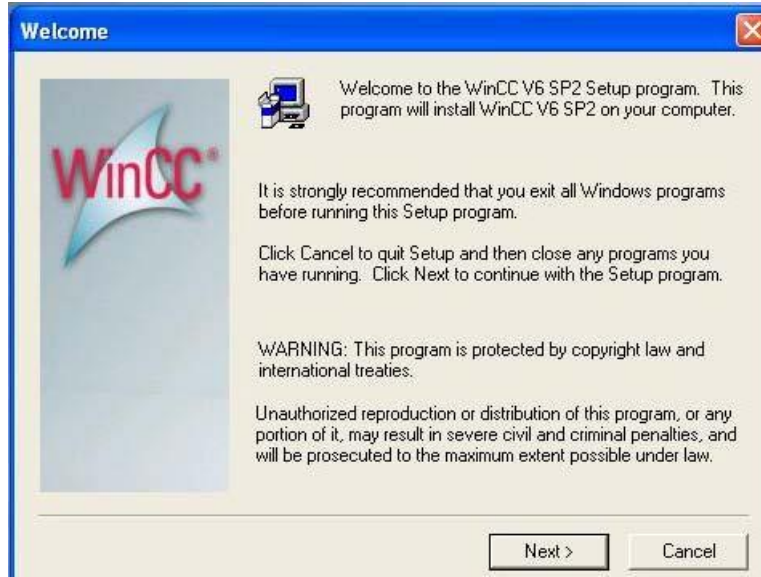 Welcome
WinCC®
Welcome to the WinCC V6 SP2 Setup program. This
program will install WinCC V6 SP2 on your computer.
It is strongly recommended that you exit all Windows programs
before running this Setup program.
Click Cancel to quit Setup and then close any programs you
have running. Click Next to continue with the Setup program.
WARNING: This program is protected by copyright law and
international treaties.
Unauthorized reproduction or distribution of this program, or any
portion of it, may result in severe civil and criminal penalties, and
will be prosecuted to the maximum extent possible under law.
Next >
Cancel